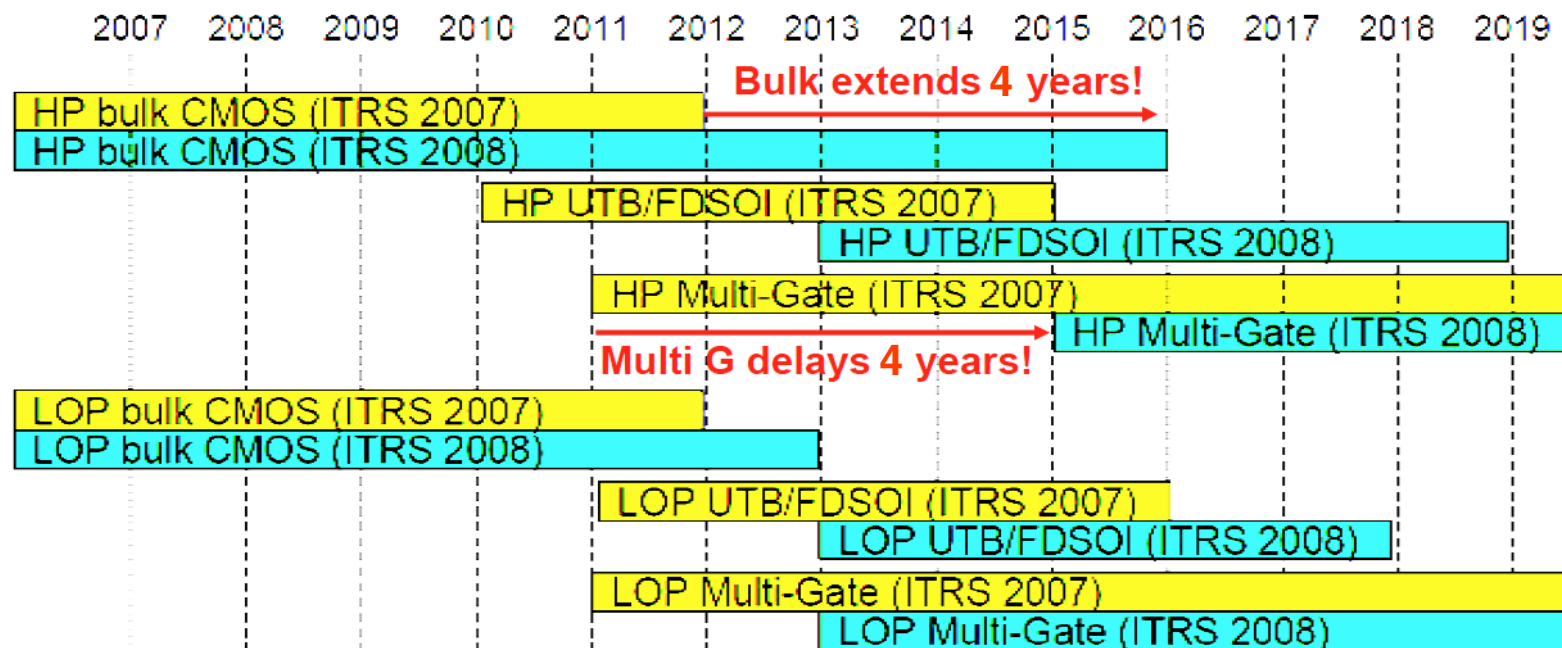 2007 2008 2009 2010 2011 2012 2013 2014 2015 2016 2017 2018 2019
Bulk extends 4 years!
HP bulk CMOS (ITRS 2007)
HP bulk CMOS (ITRS 2008)
HP UTB/FDSOI (ITRS 2007)
HP UTB/FDSOI (ITRS 2008)
HP Multi-Gate (ITRS 2007)
HP Multi-Gate (ITRS 2008)
Multi G delays 4 years!
LOP bulk CMOS (ITRS 2007)
LOP bulk CMOS (ITRS 2008)
LOP UTB/FDSOI (ITRS 2007)
LOP UTB/FDSOI (ITRS 2008)
LOP Multi-Gate (ITRS 2007)
LOP Multi-Gate (ITRS 2008)